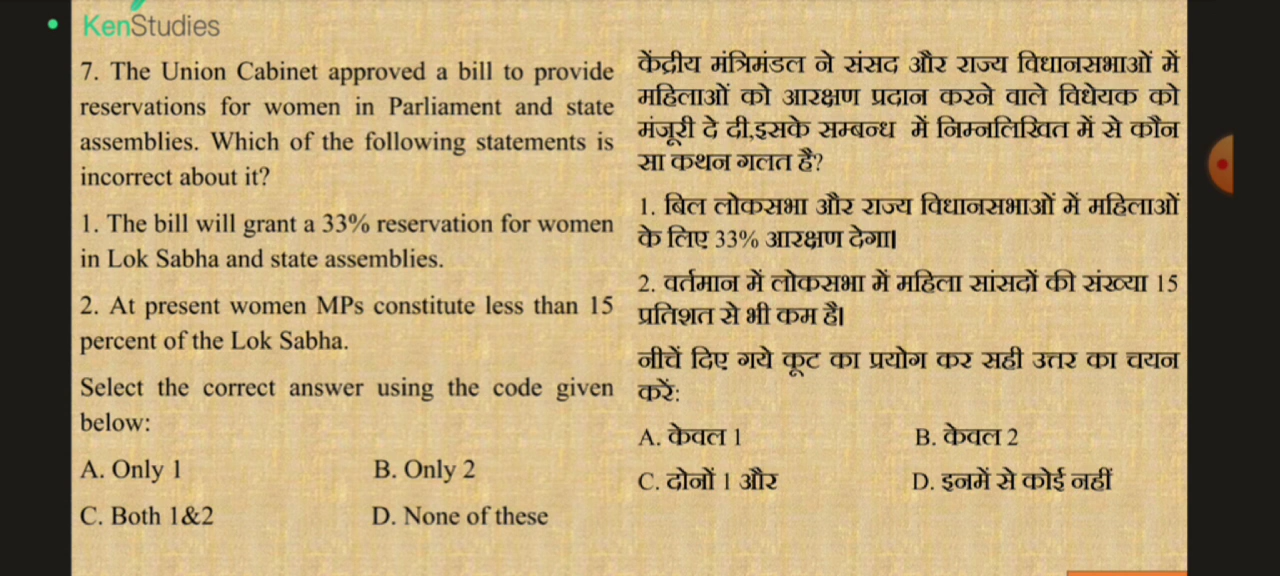 KenStudies
7. The Union Cabinet approved a bill to provide
reservations for women in Parliament and state
assemblies. Which of the following statements is
incorrect about it?
1. The bill will grant a 33% reservation for women
in Lok Sabha and state assemblies.
2. At present women MPs constitute less than 15
percent of the Lok Sabha.
Select the correct answer using the code given
below:
A. Only 1 B. Only 2
C. Both 1&2 D. None of these
केंद्रीय मंत्रिमंडल ने संसद और राज्य विधानसभाओं में
महिलाओं को आरक्षण प्रदान करने वाले विधेयक को
मंजूरी दे दी,इसके सम्बन्ध में निम्नलिखित में से कौन
सा कथन गलत है?
1. बिल लोकसभा और राज्य विधानसभाओं में महिलाओं
के लिए 33% आरक्षण देगा|
2. वर्तमान में लोकसभा में महिला सांसदों की संख्या 15
प्रतिशत से भी कम है|
नीचें दिए गये कूट का प्रयोग कर सही उत्तर का चयन
करें:
A. केवल 1 B. केवल 2
C. दोनों 1 और D. इनमें से कोई नहीं